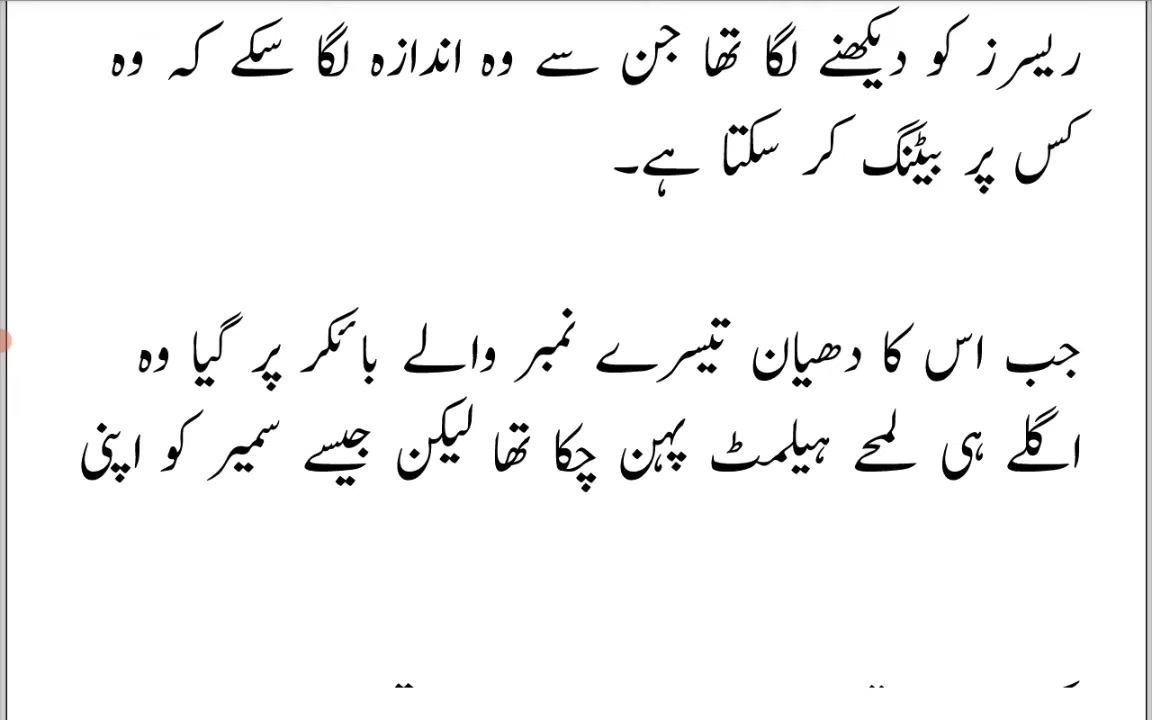 ریسرز کو دیکھنے لگا تھا جن سے وہ اندازہ لگا سکے کہ وہ
کس پر بیٹنگ کر سکتا ہے۔
جب اس کا دھیان تیسرے نمبر والے بائکر پر گیا وہ
اگلے ہی لمحے ہیلمٹ پہن چکا تھا لیکن جیسے سمیر کو اپنی